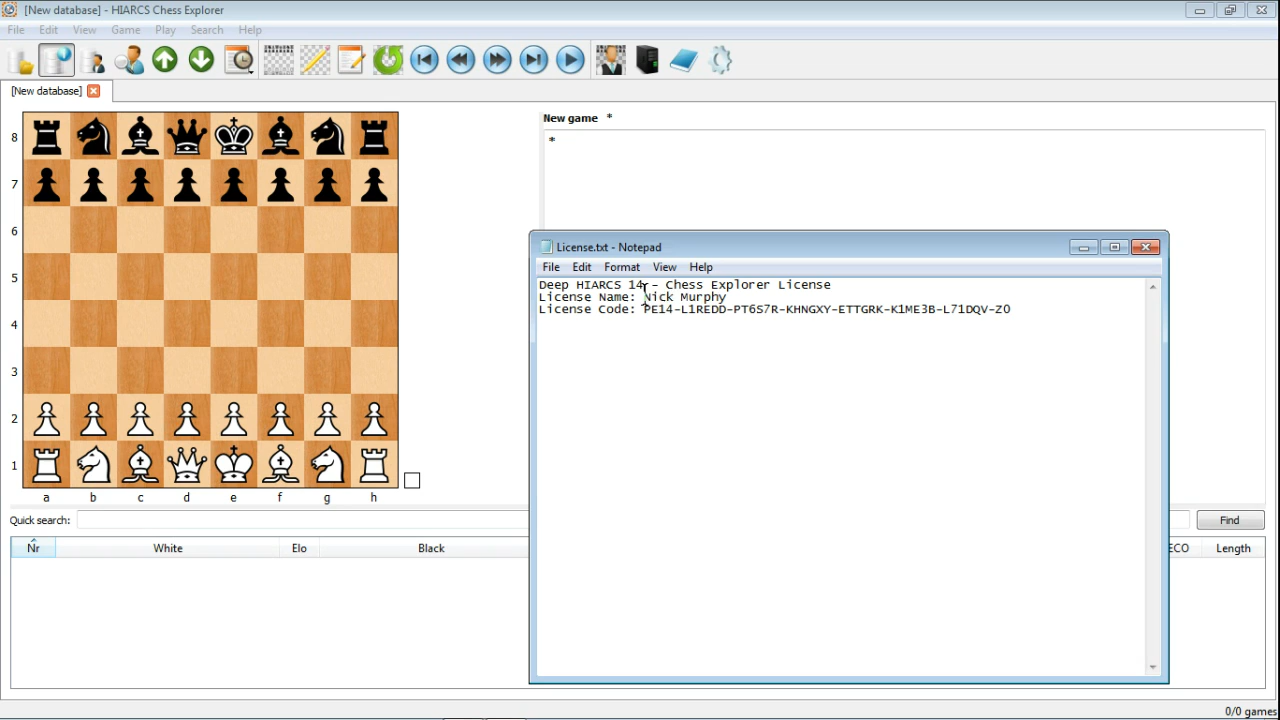 [New database] - HIARCS Chess Explorer
File Edit View Game Play Search Help
[New database]
New game *
*
8
7
6
5
4
3
2
1
a b c d e f g h
License.txt - Notepad
File Edit Format View Help
Deep HIARCS 14 - Chess Explorer License
License Name: Nick Murphy
License Code: PE14-L1REDD-PT6S7R-KHNGXY-ETTGRK-K1ME3B-L71DQV-ZO
Quick search:
Find
Nr White Elo Black ECO Length
0/0 games